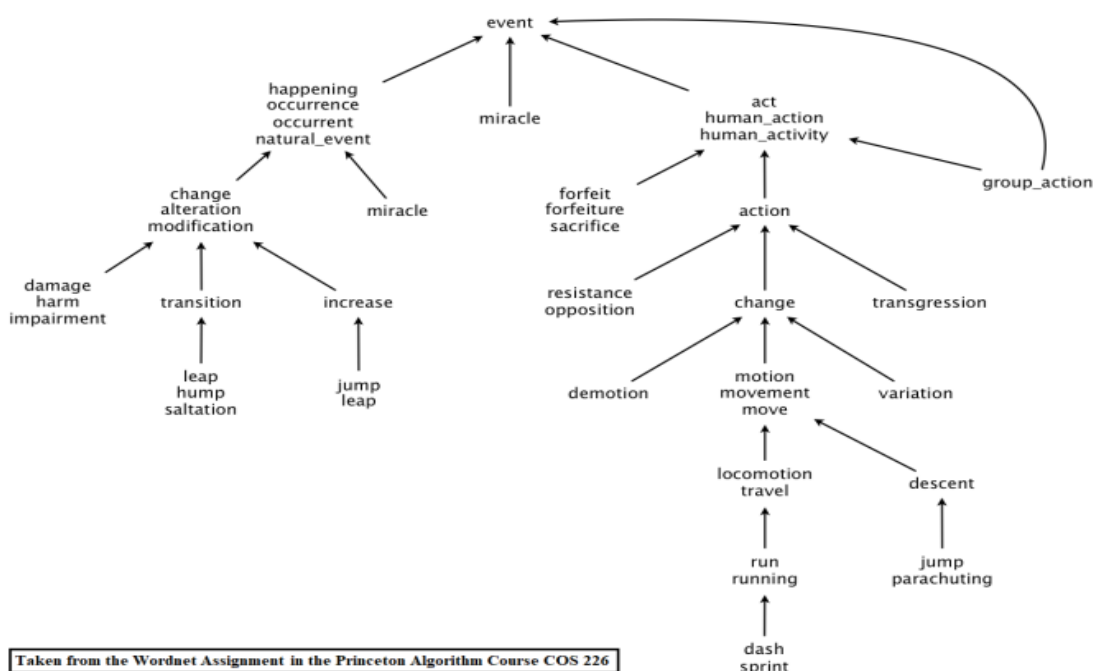 event
happening
occurrence
occurrent
natural_event
miracle
act
human_action
human_activity
group_action
change
alteration
modification
miracle
forfeit
forfeiture
sacrifice
action
damage
harm
impairment
transition
increase
resistance
opposition
change
transgression
leap
hump
saltation
jump
leap
demotion
motion
movement
move
variation
locomotion
travel
descent
run
running
jump
parachuting
dash
sprint
Taken from the Wordnet Assignment in the Princeton Algorithm Course COS 226